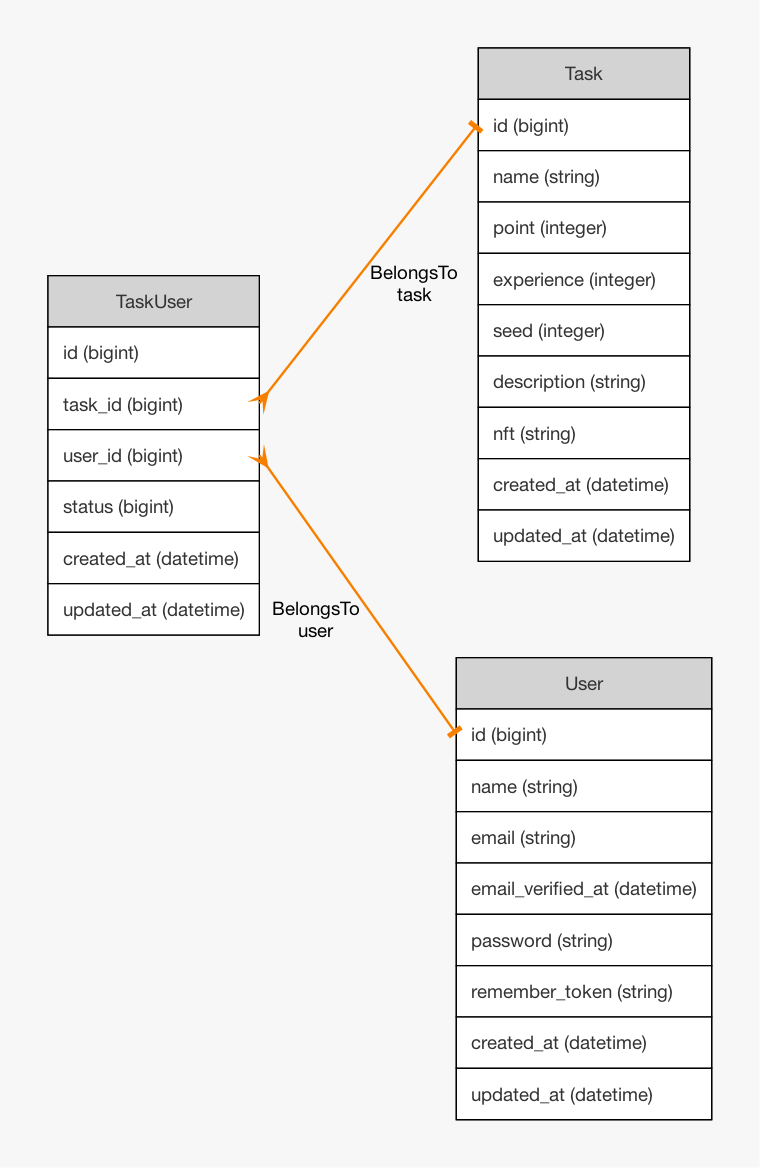 Task
id (bigint)
name (string)
point (integer)
experience (integer)
seed (integer)
description (string)
nft (string)
created_at (datetime)
updated_at (datetime)
BelongsTo
task
TaskUser
id (bigint)
task_id (bigint)
user_id (bigint)
status (bigint)
created_at (datetime)
updated_at (datetime)
BelongsTo
user
User
id (bigint)
name (string)
email (string)
email_verified_at (datetime)
password (string)
remember_token (string)
created_at (datetime)
updated_at (datetime)